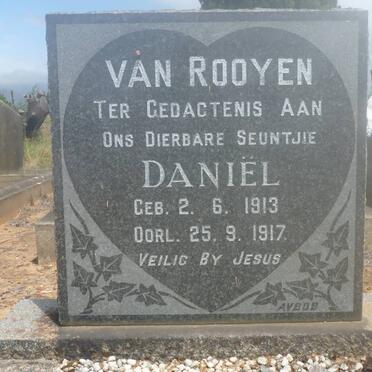 VAN ROOYEN
TER GEDACTENIS AAN
ONS DIERBARE SEUNTJIE
DANIËL
GEB. 2. 6. 1913
OORL. 25. 9. 1917.
VEILIG BY JESUS
AVBOB